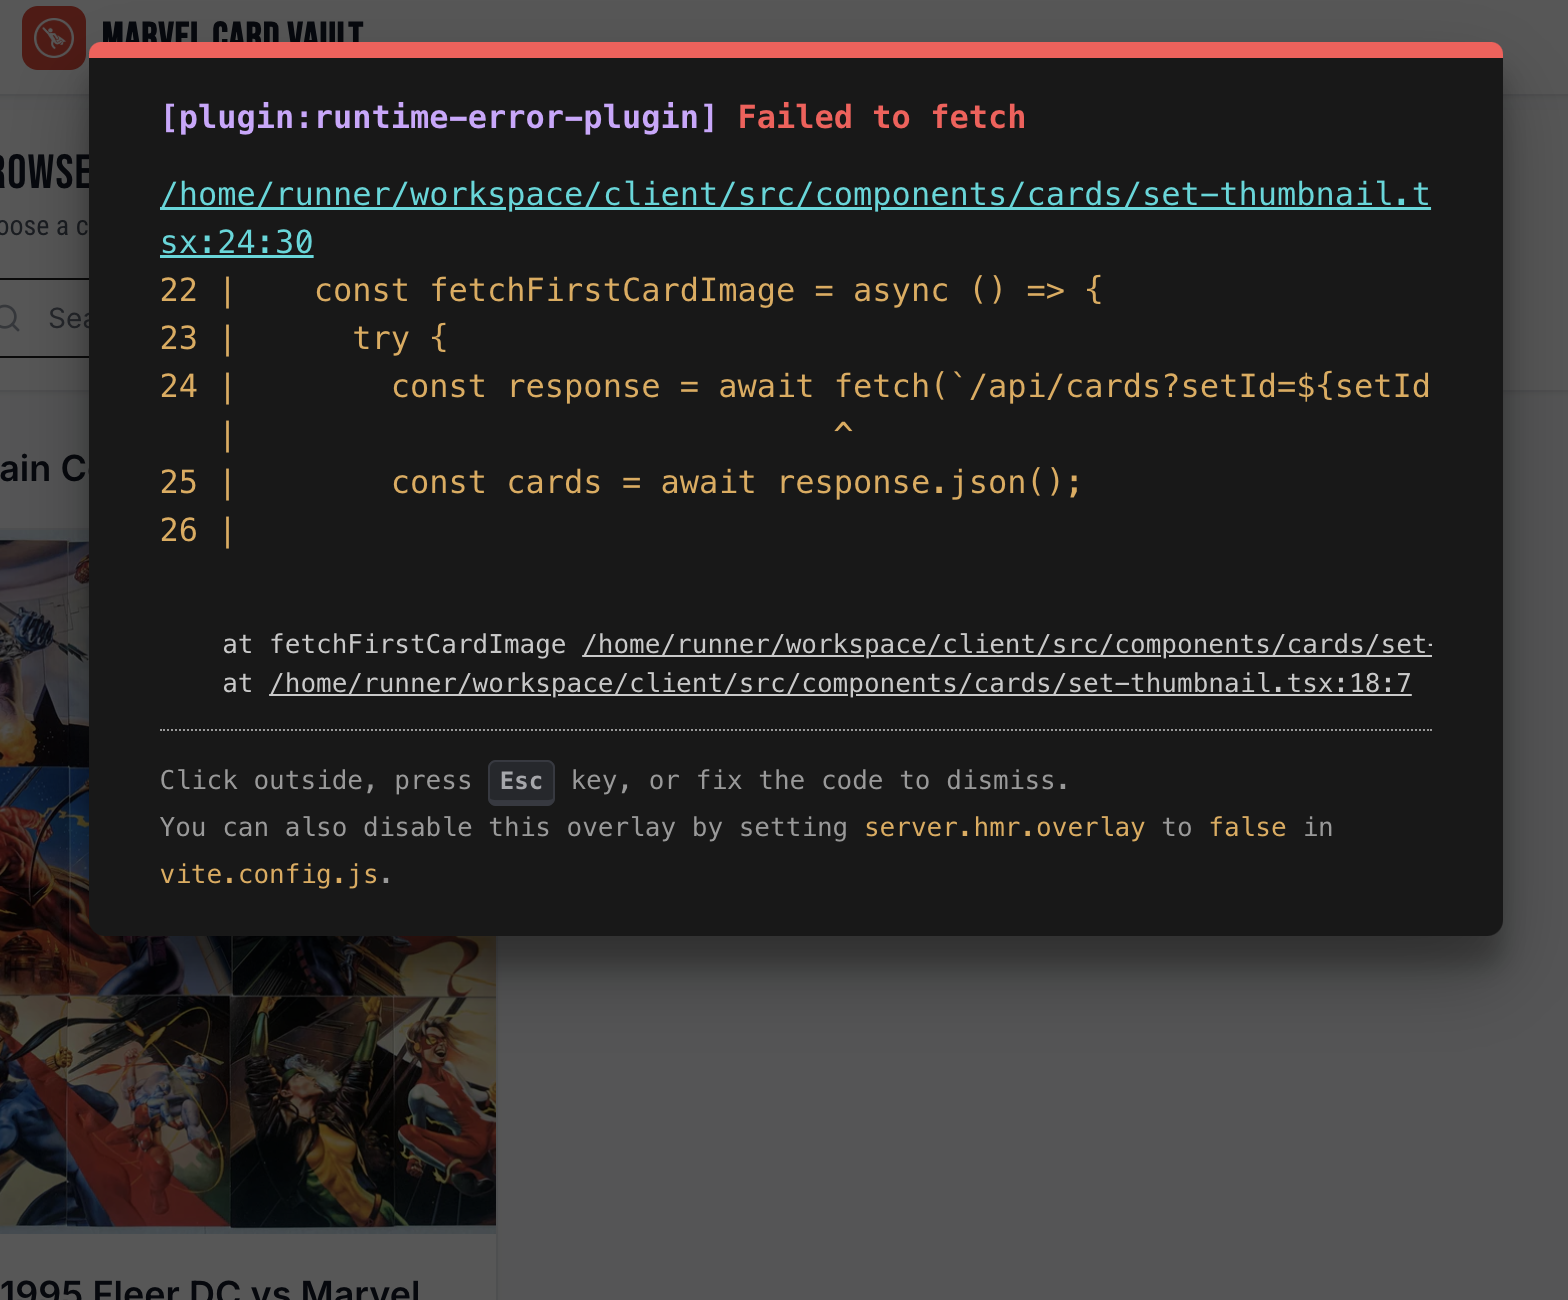 MARVEL CARD VAULT
[plugin:runtime-error-plugin] Failed to fetch
/home/runner/workspace/client/src/components/cards/set-thumbnail.t
sx:24:30
22 |    const fetchFirstCardImage = async () => {
23 |      try {
24 |        const response = await fetch(`/api/cards?setId=${setId
   |                               ^
25 |        const cards = await response.json();
26 |
at fetchFirstCardImage /home/runner/workspace/client/src/components/cards/set-
at /home/runner/workspace/client/src/components/cards/set-thumbnail.tsx:18:7
Click outside, press Esc key, or fix the code to dismiss.
You can also disable this overlay by setting server.hmr.overlay to false in
vite.config.js.
ROWSE
oose a c
Sea
ain C
1995 Fleer DC vs Marvel